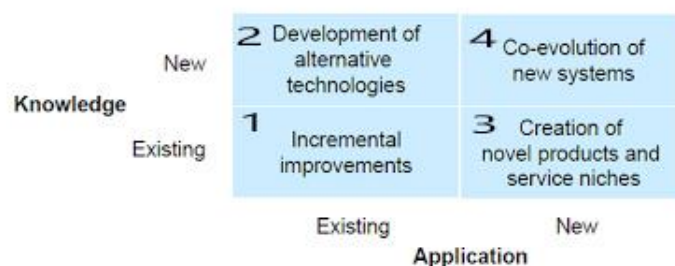 2 Development of
alternative
technologies
4 Co-evolution of
new systems
New
Knowledge
1 Incremental
improvements
3 Creation of
novel products and
service niches
Existing
Existing
New
Application